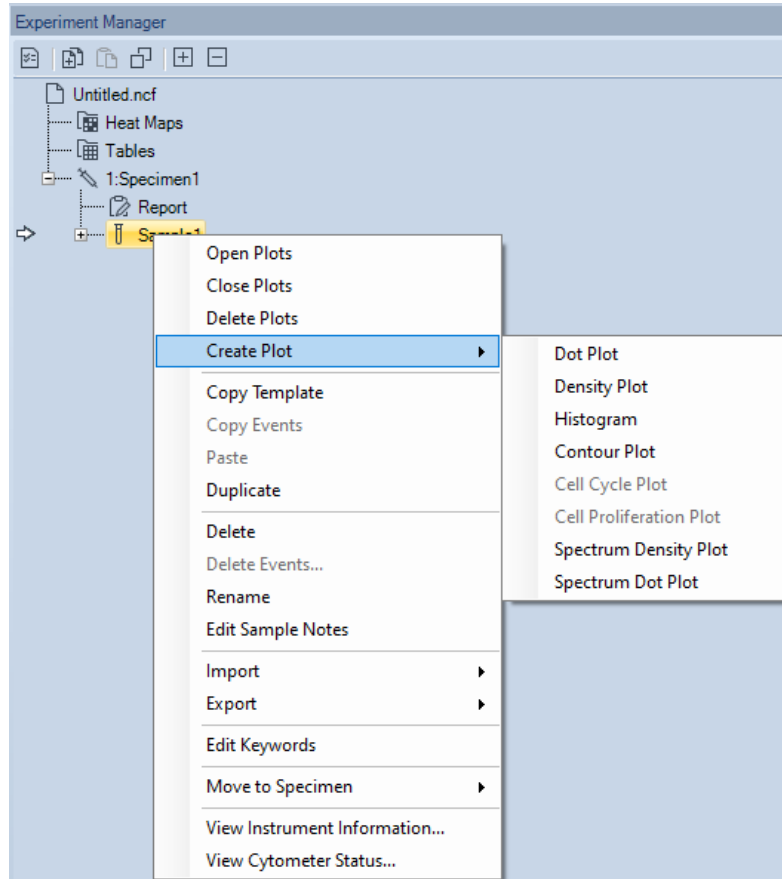 Experiment Manager
Untitled.ncf
Heat Maps
Tables
1:Specimen1
Report
Sample1
Open Plots
Close Plots
Delete Plots
Create Plot
Copy Template
Copy Events
Paste
Duplicate
Delete
Delete Events...
Rename
Edit Sample Notes
Import
Export
Edit Keywords
Move to Specimen
View Instrument Information...
View Cytometer Status...
Dot Plot
Density Plot
Histogram
Contour Plot
Cell Cycle Plot
Cell Proliferation Plot
Spectrum Density Plot
Spectrum Dot Plot